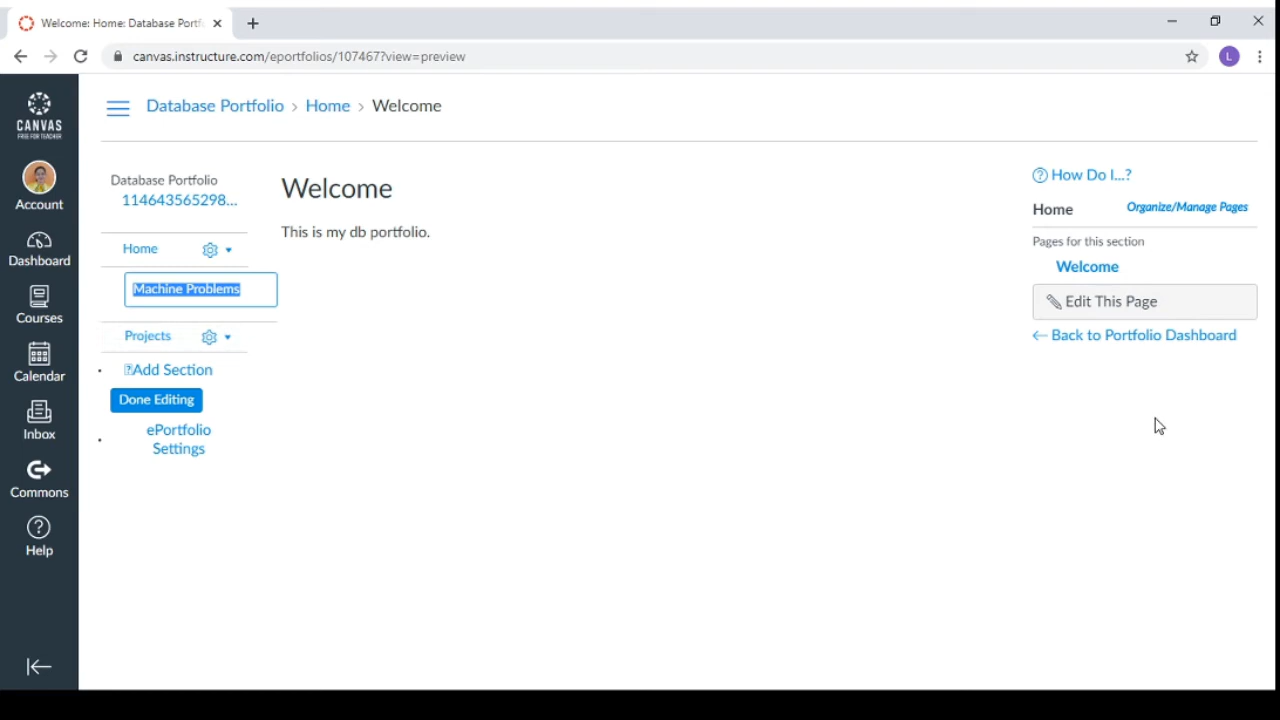 Welcome: Home: Database Portf
canvas.instructure.com/eportfolios/107467?view=preview
L
CANVAS
FREE FOR TEACHER
Account
Dashboard
Courses
Calendar
Inbox
Commons
Help
Database Portfolio > Home > Welcome
Database Portfolio
114643565298...
Home
Machine Problems
Projects
Add Section
Done Editing
ePortfolio
Settings
Welcome
This is my db portfolio.
How Do I...?
Home Organize/Manage Pages
Pages for this section
Welcome
Edit This Page
Back to Portfolio Dashboard